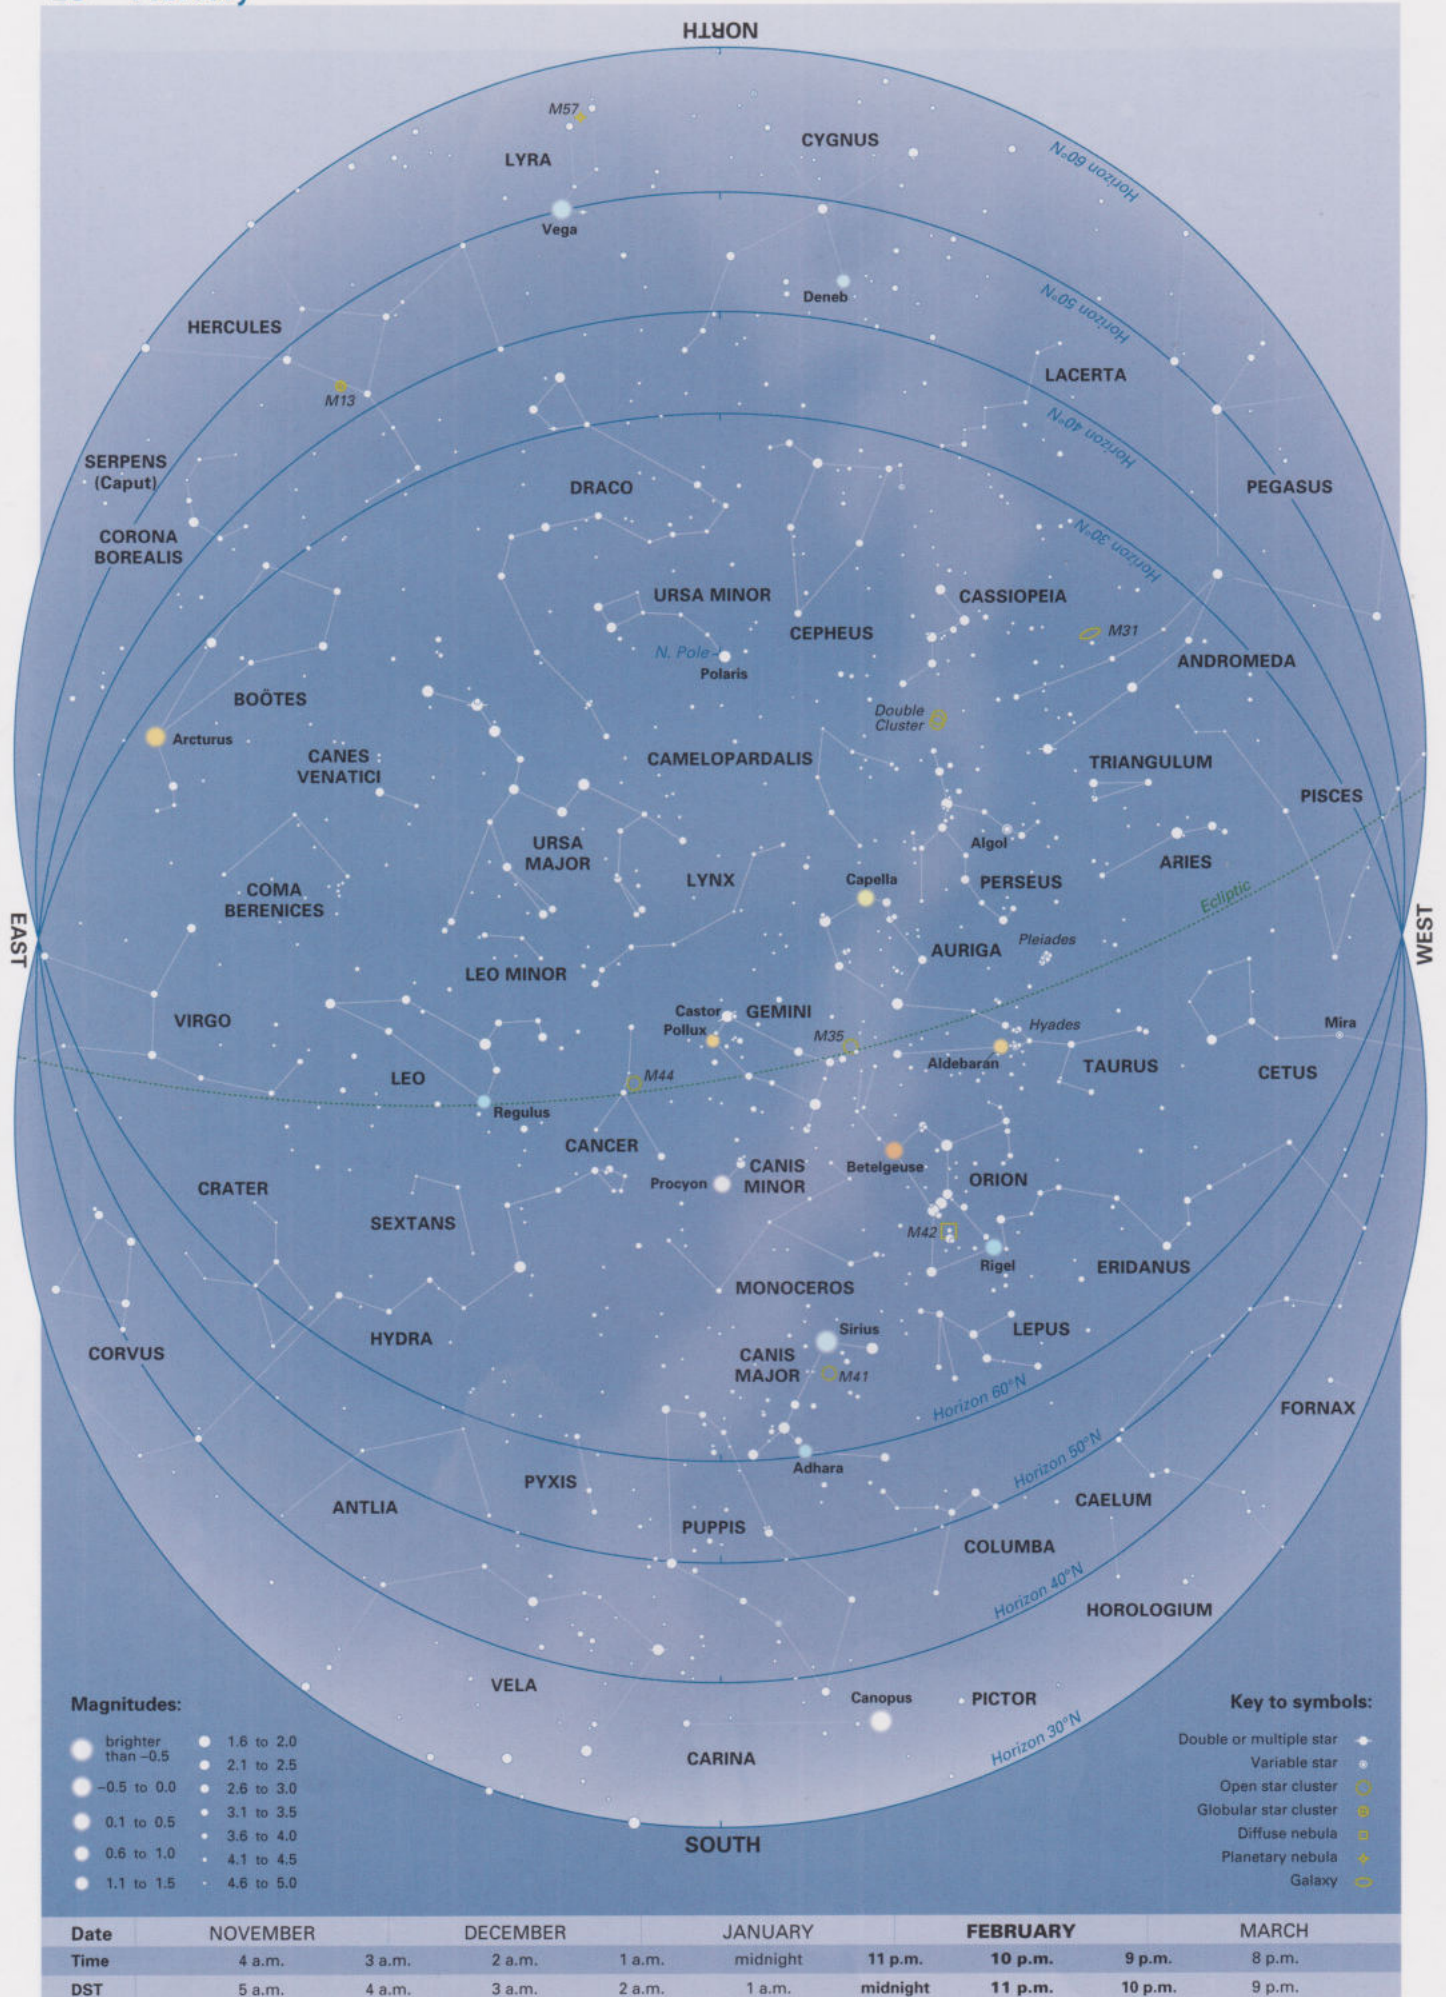 NORTH
M57
LYRA
CYGNUS
Horizon 60°N
Vega
Deneb
Horizon 50°N
HERCULES
LACERTA
M13
Horizon 40°N
SERPENS
(Caput)
DRACO
PEGASUS
CORONA
BOREALIS
Horizon 30°N
URSA MINOR
CASSIOPEIA
CEPHEUS
M31
N. Pole
Polaris
ANDROMEDA
BOÖTES
Double
Cluster
Arcturus
CANES
VENATICI
CAMELOPARDALIS
TRIANGULUM
PISCES
URSA
MAJOR
Algol
ARIES
LYNX
Capella
PERSEUS
COMA
BERENICES
Ecliptic
EAST
WEST
AURIGA
Pleiades
LEO MINOR
VIRGO
Castor
GEMINI
Pollux
M35
Hyades
Mira
Aldebaran
TAURUS
CETUS
LEO
M44
Regulus
CANCER
Betelgeuse
CANIS
MINOR
Procyon
ORION
CRATER
SEXTANS
M42
Rigel
ERIDANUS
MONOCEROS
HYDRA
Sirius
LEPUS
CORVUS
CANIS
MAJOR
M41
Horizon 60°N
FORNAX
Adhara
Horizon 50°N
PYXIS
ANTLIA
CAELUM
PUPPIS
COLUMBA
Horizon 40°N
HOROLOGIUM
VELA
Canopus
PICTOR
Horizon 30°N
CARINA
SOUTH
Magnitudes:
brighter
than –0.5
–0.5 to 0.0
0.1 to 0.5
0.6 to 1.0
1.1 to 1.5
1.6 to 2.0
2.1 to 2.5
2.6 to 3.0
3.1 to 3.5
3.6 to 4.0
4.1 to 4.5
4.6 to 5.0
Key to symbols:
Double or multiple star
Variable star
Open star cluster
Globular star cluster
Diffuse nebula
Planetary nebula
Galaxy
Date NOVEMBER DECEMBER JANUARY FEBRUARY MARCH
Time 4 a.m. 3 a.m. 2 a.m. 1 a.m. midnight 11 p.m. 10 p.m. 9 p.m. 8 p.m.
DST 5 a.m. 4 a.m. 3 a.m. 2 a.m. 1 a.m. midnight 11 p.m. 10 p.m. 9 p.m.